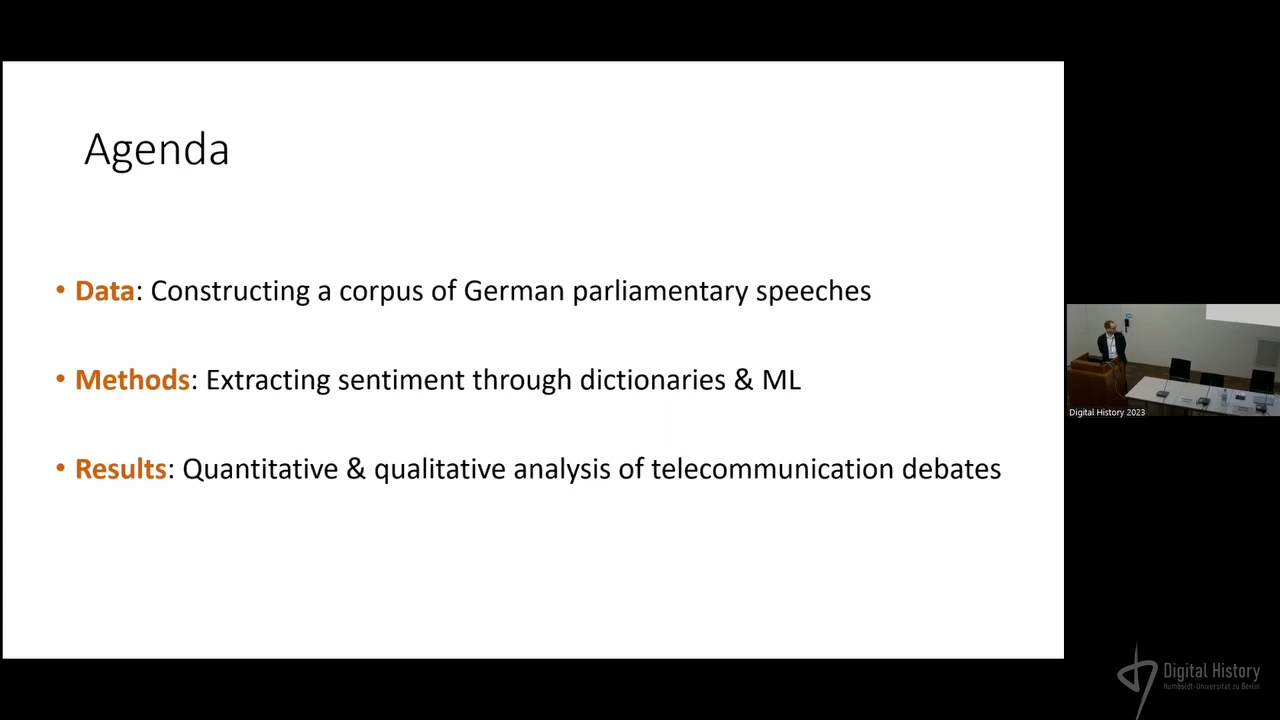 Agenda
• Data: Constructing a corpus of German parliamentary speeches
• Methods: Extracting sentiment through dictionaries & ML
• Results: Quantitative & qualitative analysis of telecommunication debates
Digital History 2023
Digital History
Humboldt-Universität zu Berlin